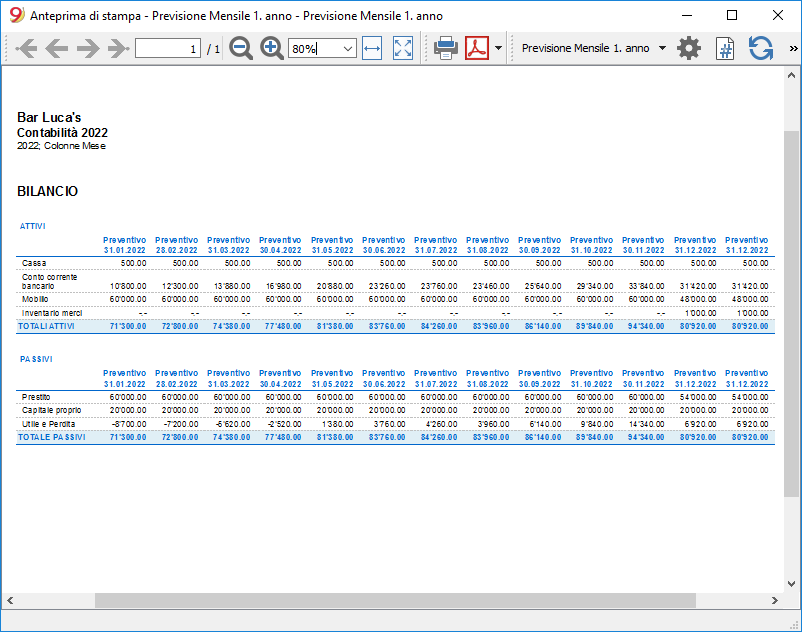 Anteprima di stampa - Previsione Mensile 1. anno - Previsione Mensile 1. anno
1 / 1 80% Previsione Mensile 1. anno »
Bar Luca's
Contabilità 2022
2022; Colonne Mese
BILANCIO
ATTIVI
Preventivo Preventivo Preventivo Preventivo Preventivo Preventivo Preventivo Preventivo Preventivo Preventivo Preventivo Preventivo Preventivo
31.01.2022 28.02.2022 31.03.2022 30.04.2022 31.05.2022 30.06.2022 31.07.2022 31.08.2022 30.09.2022 31.10.2022 30.11.2022 31.12.2022 31.12.2022
Cassa 500.00 500.00 500.00 500.00 500.00 500.00 500.00 500.00 500.00 500.00 500.00 500.00 500.00
Conto corrente
bancario 10'800.00 12'300.00 13'880.00 16'980.00 20'880.00 23'260.00 23'760.00 23'460.00 25'640.00 29'340.00 33'840.00 31'420.00 31'420.00
Mobilio 60'000.00 60'000.00 60'000.00 60'000.00 60'000.00 60'000.00 60'000.00 60'000.00 60'000.00 60'000.00 60'000.00 48'000.00 48'000.00
Inventario merci -.- -.- -.- -.- -.- -.- -.- -.- -.- -.- -.- 1'000.00 1'000.00
TOTALI ATTIVI 71'300.00 72'800.00 74'380.00 77'480.00 81'380.00 83'760.00 84'260.00 83'960.00 86'140.00 89'840.00 94'340.00 80'920.00 80'920.00
PASSIVI
Preventivo Preventivo Preventivo Preventivo Preventivo Preventivo Preventivo Preventivo Preventivo Preventivo Preventivo Preventivo Preventivo
31.01.2022 28.02.2022 31.03.2022 30.04.2022 31.05.2022 30.06.2022 31.07.2022 31.08.2022 30.09.2022 31.10.2022 30.11.2022 31.12.2022 31.12.2022
Prestito 60'000.00 60'000.00 60'000.00 60'000.00 60'000.00 60'000.00 60'000.00 60'000.00 60'000.00 60'000.00 60'000.00 54'000.00 54'000.00
Capitale proprio 20'000.00 20'000.00 20'000.00 20'000.00 20'000.00 20'000.00 20'000.00 20'000.00 20'000.00 20'000.00 20'000.00 20'000.00 20'000.00
Utile e Perdita -8'700.00 -7'200.00 -5'620.00 -2'520.00 1'380.00 3'760.00 4'260.00 3'960.00 6'140.00 9'840.00 14'340.00 6'920.00 6'920.00
TOTALE PASSIVI 71'300.00 72'800.00 74'380.00 77'480.00 81'380.00 83'760.00 84'260.00 83'960.00 86'140.00 89'840.00 94'340.00 80'920.00 80'920.00